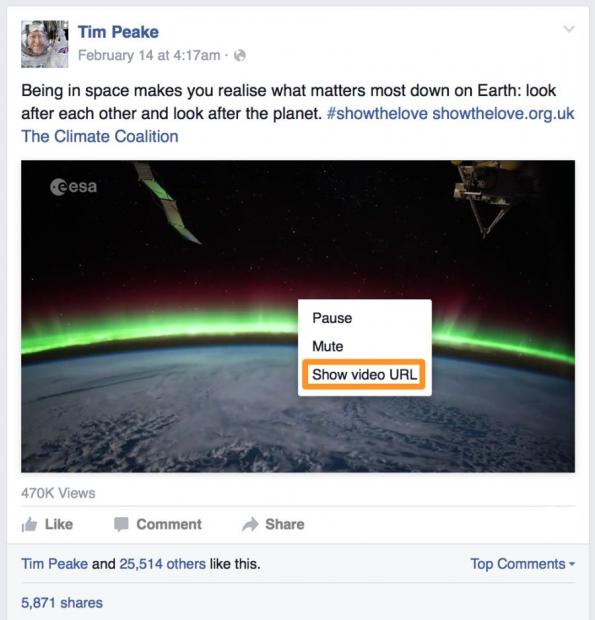 Tim Peake
February 14 at 4:17am ·
Being in space makes you realise what matters most down on Earth: look
after each other and look after the planet. #showthelove showthelove.org.uk
The Climate Coalition
esa
Pause
Mute
Show video URL
470K Views
Like Comment Share
Tim Peake and 25,514 others like this. Top Comments
5,871 shares